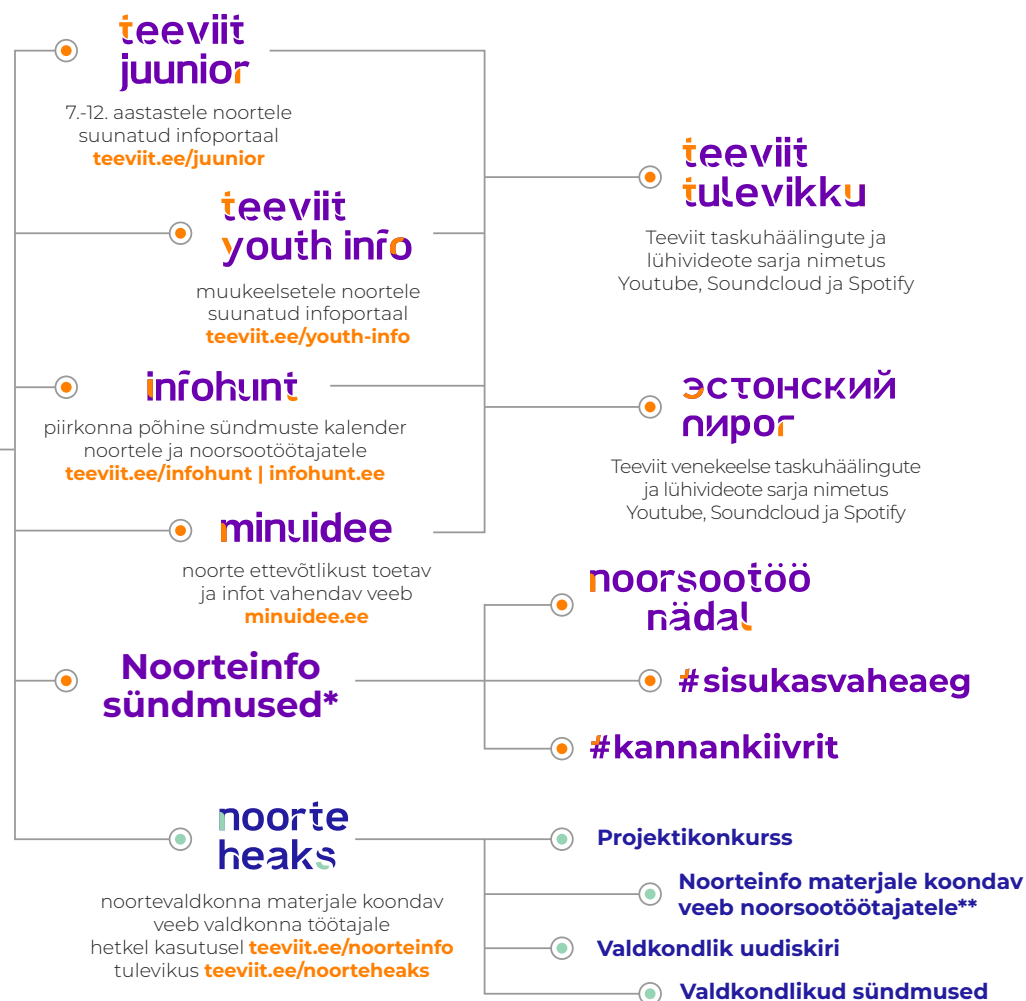 teeviit
juunior
7.-12. aastastele noortele
suunatud infoportaal
teeviit.ee/juunior
teeviit
youth info
muukeelsetele noortele
suunatud infoportaal
teeviit.ee/youth-info
infohunt
piirkonna põhine sündmuste kalender
noortele ja noorsootöötajatele
teeviit.ee/infohunt | infohunt.ee
minuidee
noorte ettevõtlikust toetav
ja infot vahendav veeb
minuidee.ee
Noorteinfo
sündmused*
noorte
heaks
noortevaldkonna materjale koondav
veeb valdkonna töötajale
hetkel kasutusel teeviit.ee/noorteinfo
tulevikus teeviit.ee/noorteheaks
teeviit
tulevikku
Teeviit taskuhäälingute ja
lühivideote sarja nimetus
Youtube, Soundcloud ja Spotify
эстонский
пирог
Teeviit venekeelse taskuhäälingute
ja lühivideote sarja nimetus
Youtube, Soundcloud ja Spotify
noorsootöö
nädal
#sisukasvaheaeg
#kannankiivrit
Projektikonkurss
Noorteinfo materjale koondav
veeb noorsootöötajatele**
Valdkondlik uudiskiri
Valdkondlikud sündmused